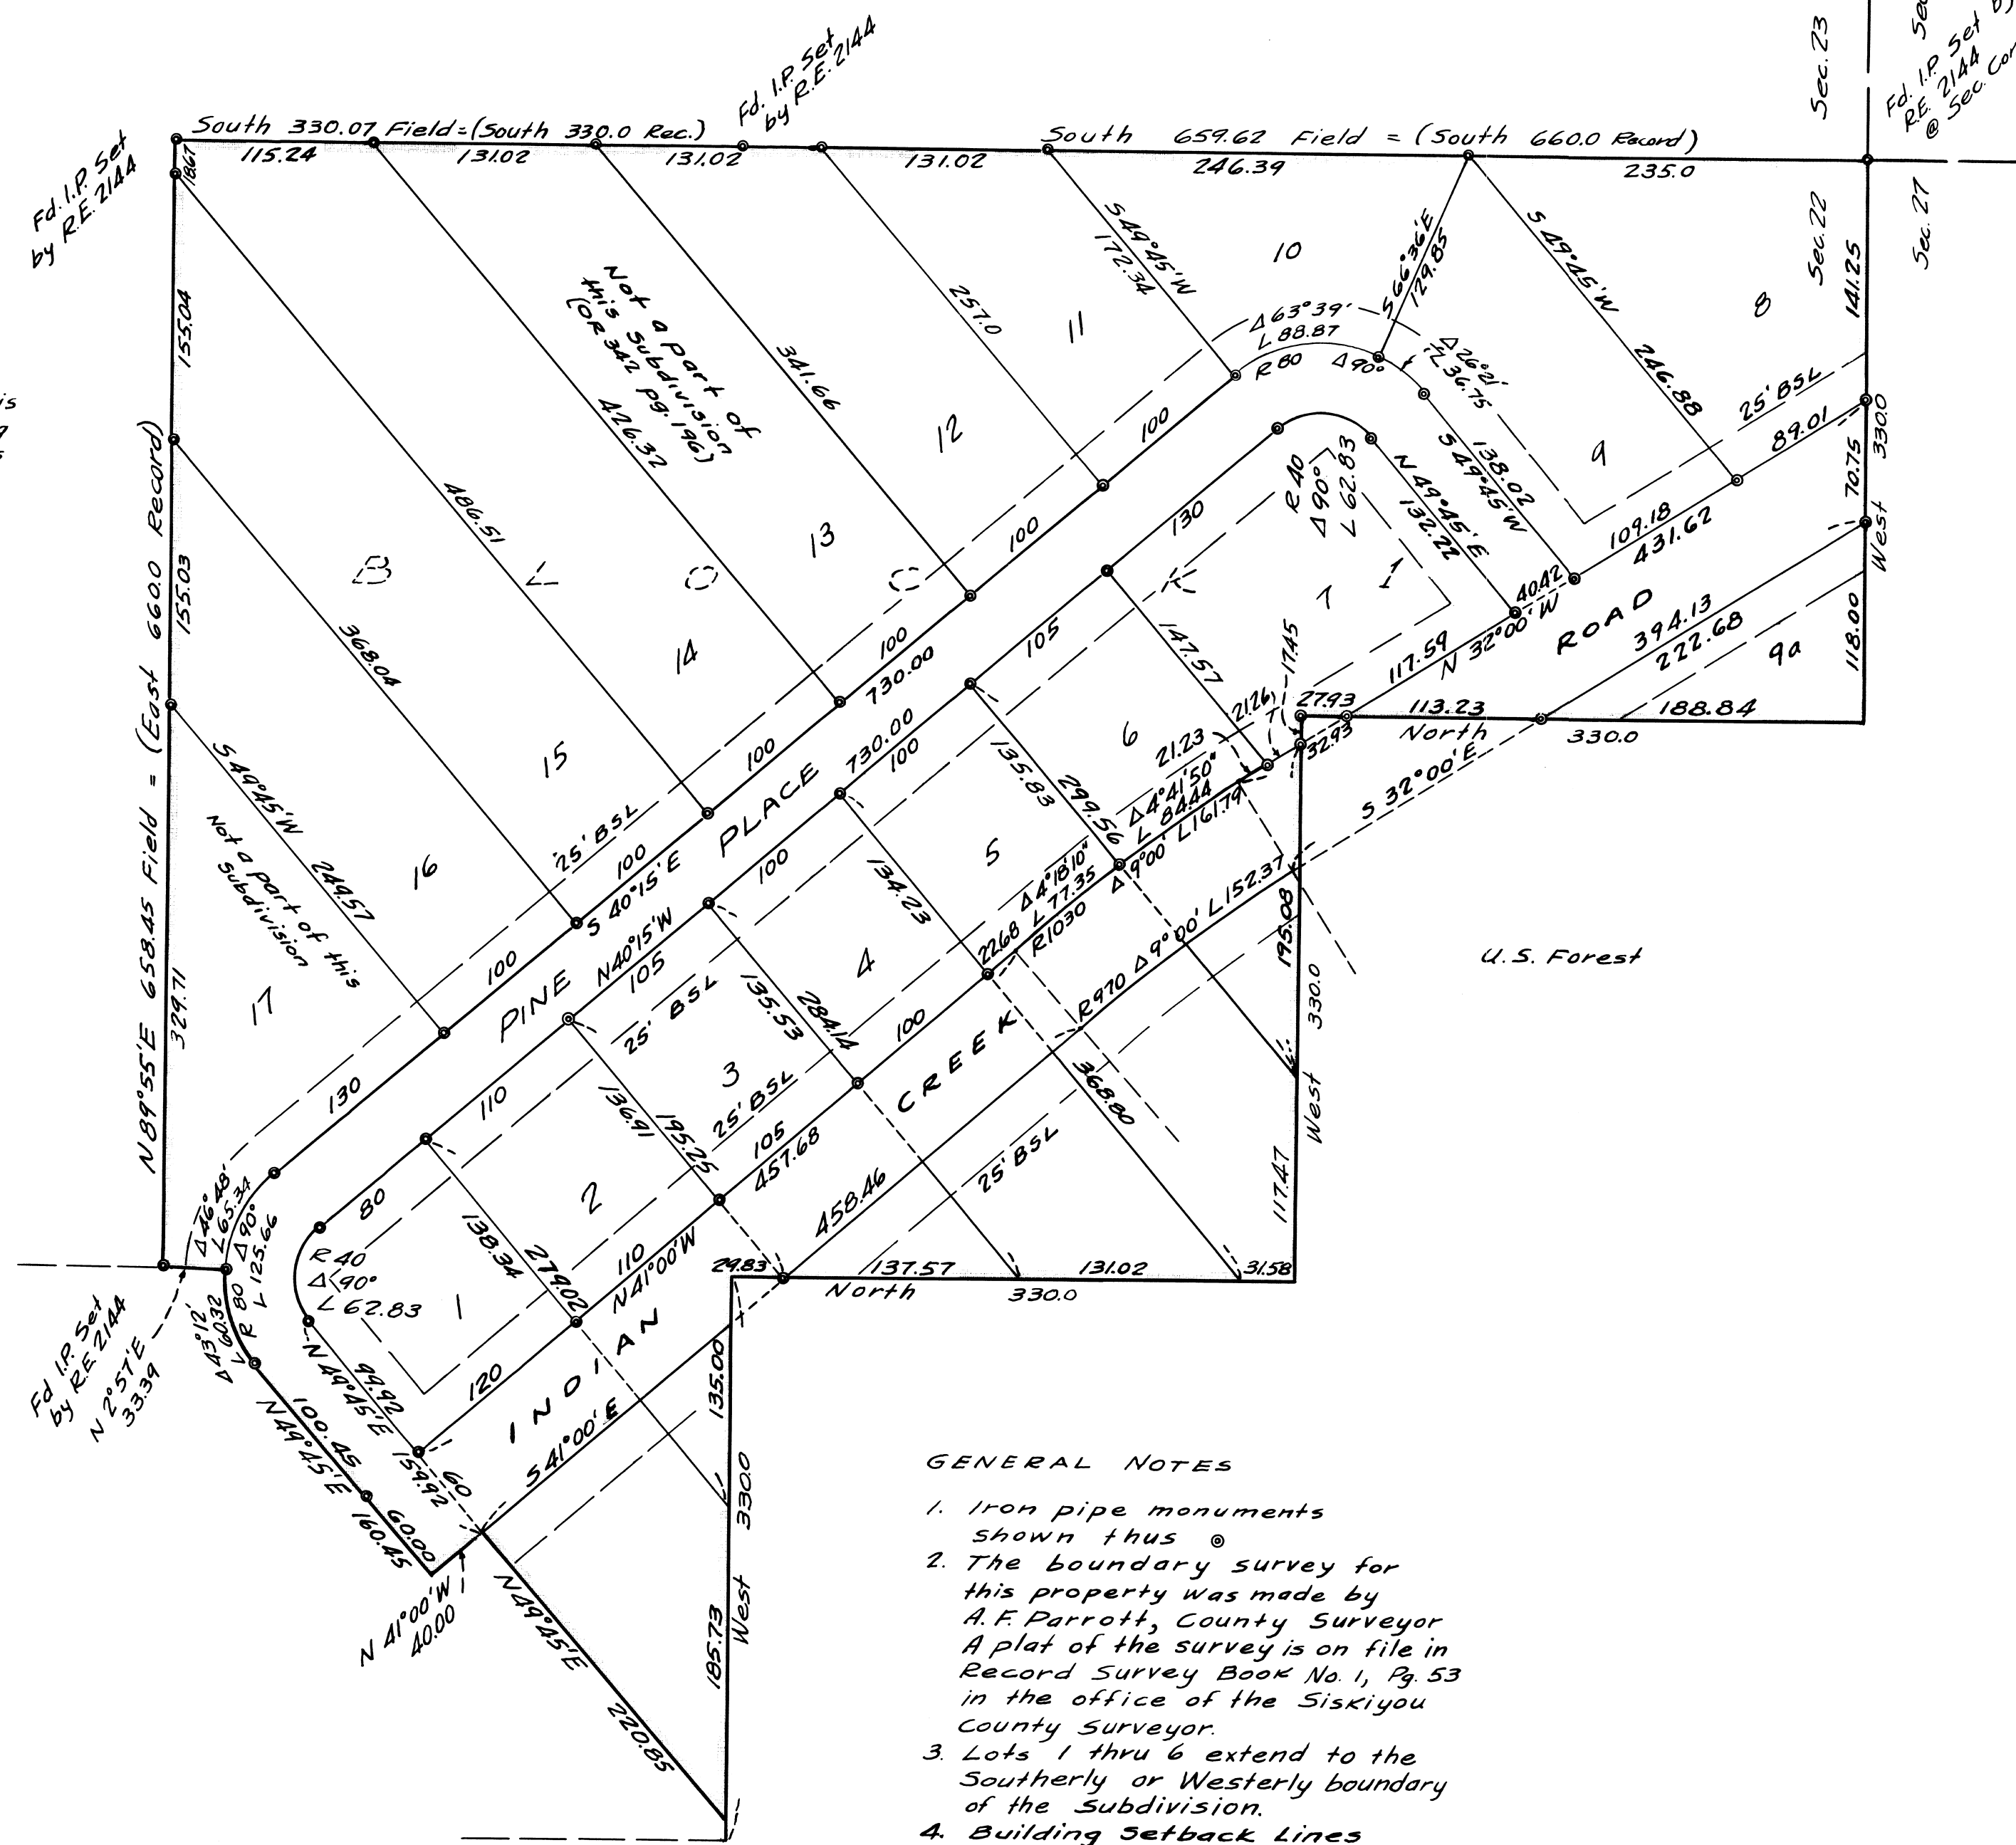 Sec. 23
Fd. I.P. Set by
R.E. 2144
@ Sec. Cor
Fd. I.P. Set
by R.E. 2144
Fd. I.P. Set
by R.E. 2144
South 330.07 Field=(South 330.0 Rec.)
South 659.62 Field = (South 660.0 Record)
18.67
115.24
131.02
131.02
131.02
246.39
235.0
Sec. 22
Sec. 27
155.04
155.03
329.71
N89°55'E 658.45 Field = (East 660.0 Record)
Not a part of
this Subdivision
(OR 342 pg. 196)
S 49°45'W
172.34
10
S 66°36'E
129.85
S 49°45'W
246.88
8
141.25
257.0
11
Δ 63°39'
L 88.87
R 80
Δ 90°
Δ 26°21'
L 36.75
25' BSL
89.01
330.0
70.75
West
341.66
12
100
426.32
13
100
486.51
14
100
368.04
15
100
S 49°45'W
249.57
16
100
Not a part of this
Subdivision
17
100
130
B L O C K 1
138.02
S 49°45'W
9
109.18
431.62
R 40
Δ 90°
L 62.83
N 49°45'E
132.22
7
130
40.42
117.59
N 32°00'W
ROAD
394.13
222.68
9a
118.00
730.00
730.00
25' BSL
S 40°15'E
PINE PLACE
N40°15'W
105
147.57
17.45
21.26
27.93
113.23
188.84
North
330.0
32.93
S 32°00'E
100
6
135.83
299.56
21.23
Δ 4°41'50"
L 84.44
Δ 9°00' L161.79
100
5
134.23
Δ 4°18'10"
L 77.35
R1030
22.68
R970 Δ 9°00' L152.37
195.08
330.0
U.S. Forest
105
25' BSL
4
135.53
284.14
100
CREEK
368.80
117.47
West
110
3
136.91
195.25
25' BSL
105
457.68
458.46
25' BSL
80
2
138.34
279.02
110
N41°00'W
29.83
137.57
131.02
31.58
North
330.0
Δ 46°48'
L 65.34
Δ 90°
L 125.66
R 80
Δ 43°12'
L 60.32
R 40
Δ 90°
L 62.83
1
Fd I.P. Set
by R.E. 2144
N 2°57'E
33.39
N 49°45'E
99.92
120
INDIAN
S 41°00'E
135.00
100.45
N 49°45'E
159.92
60
60.00
160.45
N 41°00'W
40.00
N49°45'E
220.85
330.0
West
185.73
GENERAL NOTES
1. Iron pipe monuments
shown thus
2. The boundary survey for
this property was made by
A. F. Parrott, County Surveyor
A plat of the survey is on file in
Record Survey Book No. 1, Pg. 53
in the office of the Siskiyou
County Surveyor.
3. Lots 1 thru 6 extend to the
Southerly or Westerly boundary
of the Subdivision.
4. Building Setback Lines